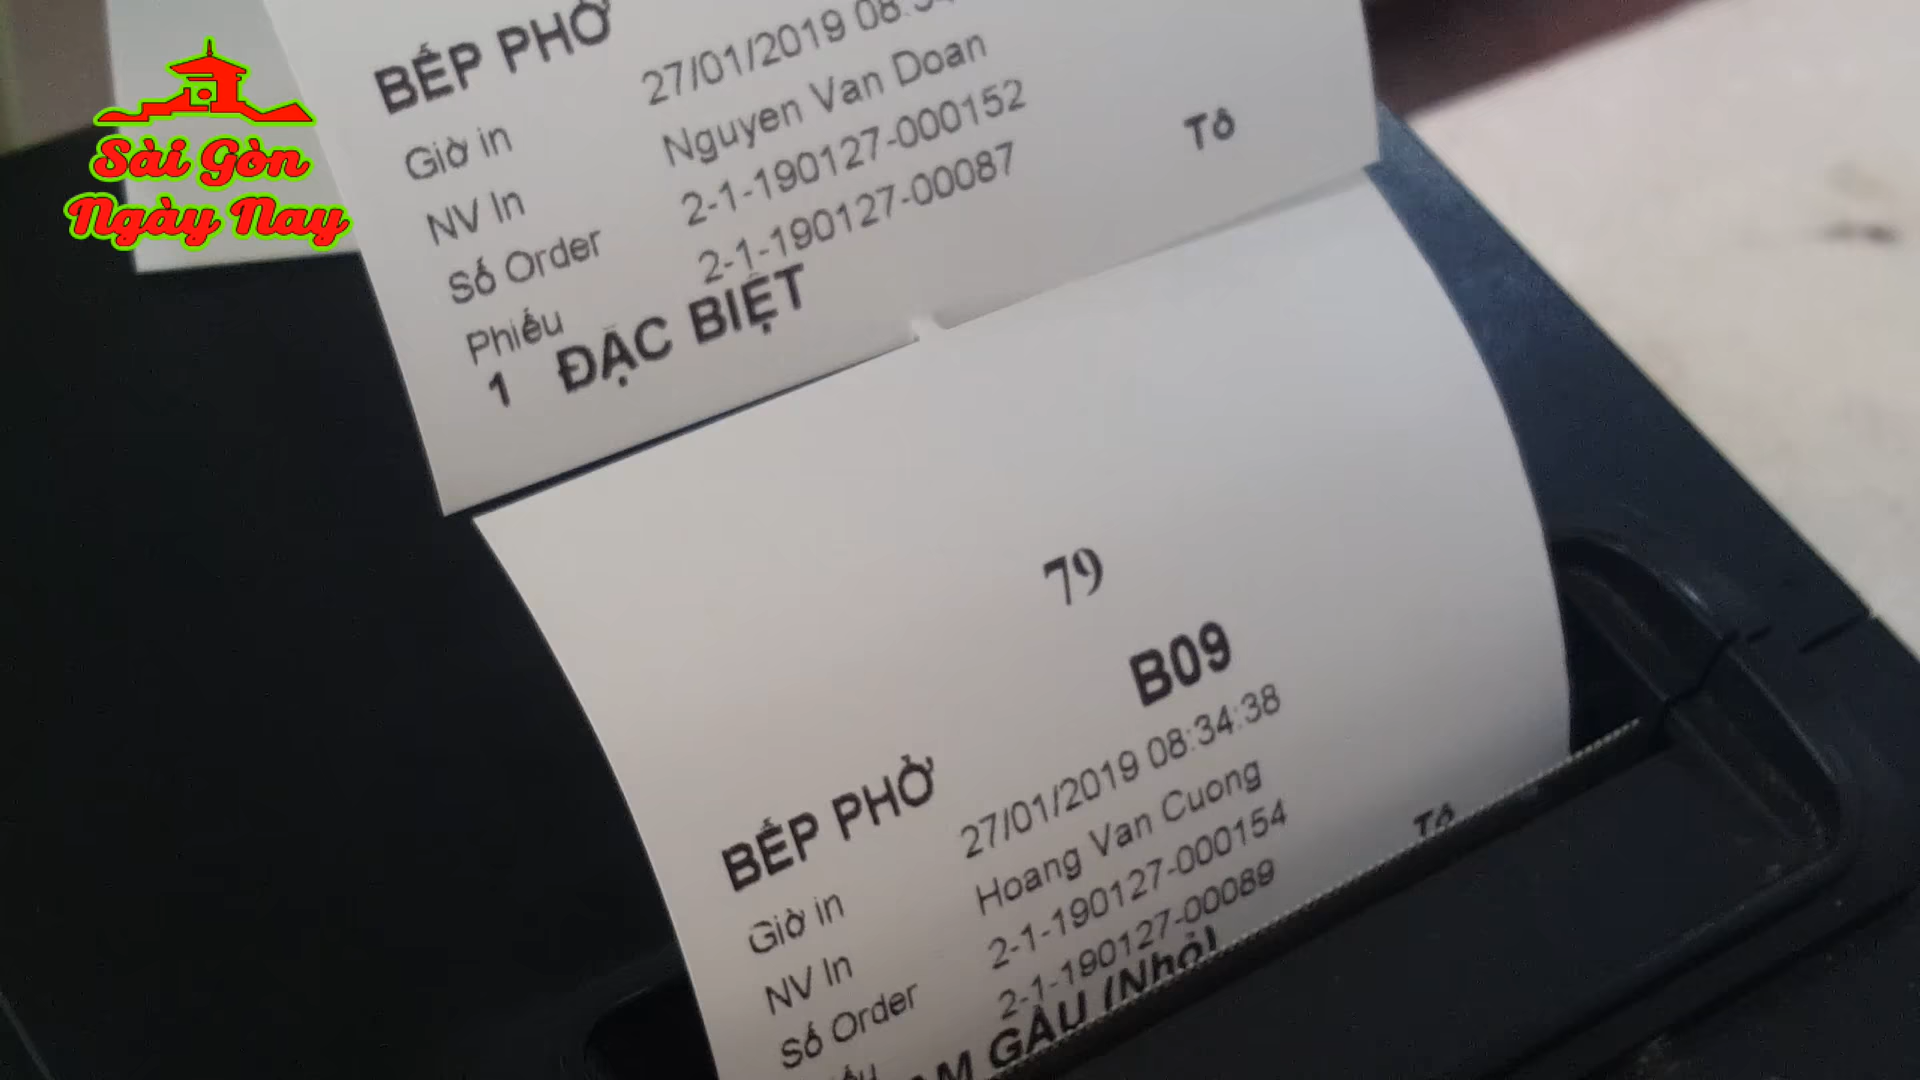 Sài Gòn
Ngày Nay
BẾP PHỞ
Giờ in 27/01/2019
NV In Nguyen Van Doan
Số Order 2-1-190127-000152
Phiếu 2-1-190127-00087
1 ĐẶC BIỆT Tô
79
B09
BẾP PHỞ
Giờ in 27/01/2019 08:34:38
NV In Hoang Van Cuong
Số Order 2-1-190127-000154
2-1-190127-00089
GẦU (Nhỏ) Tô